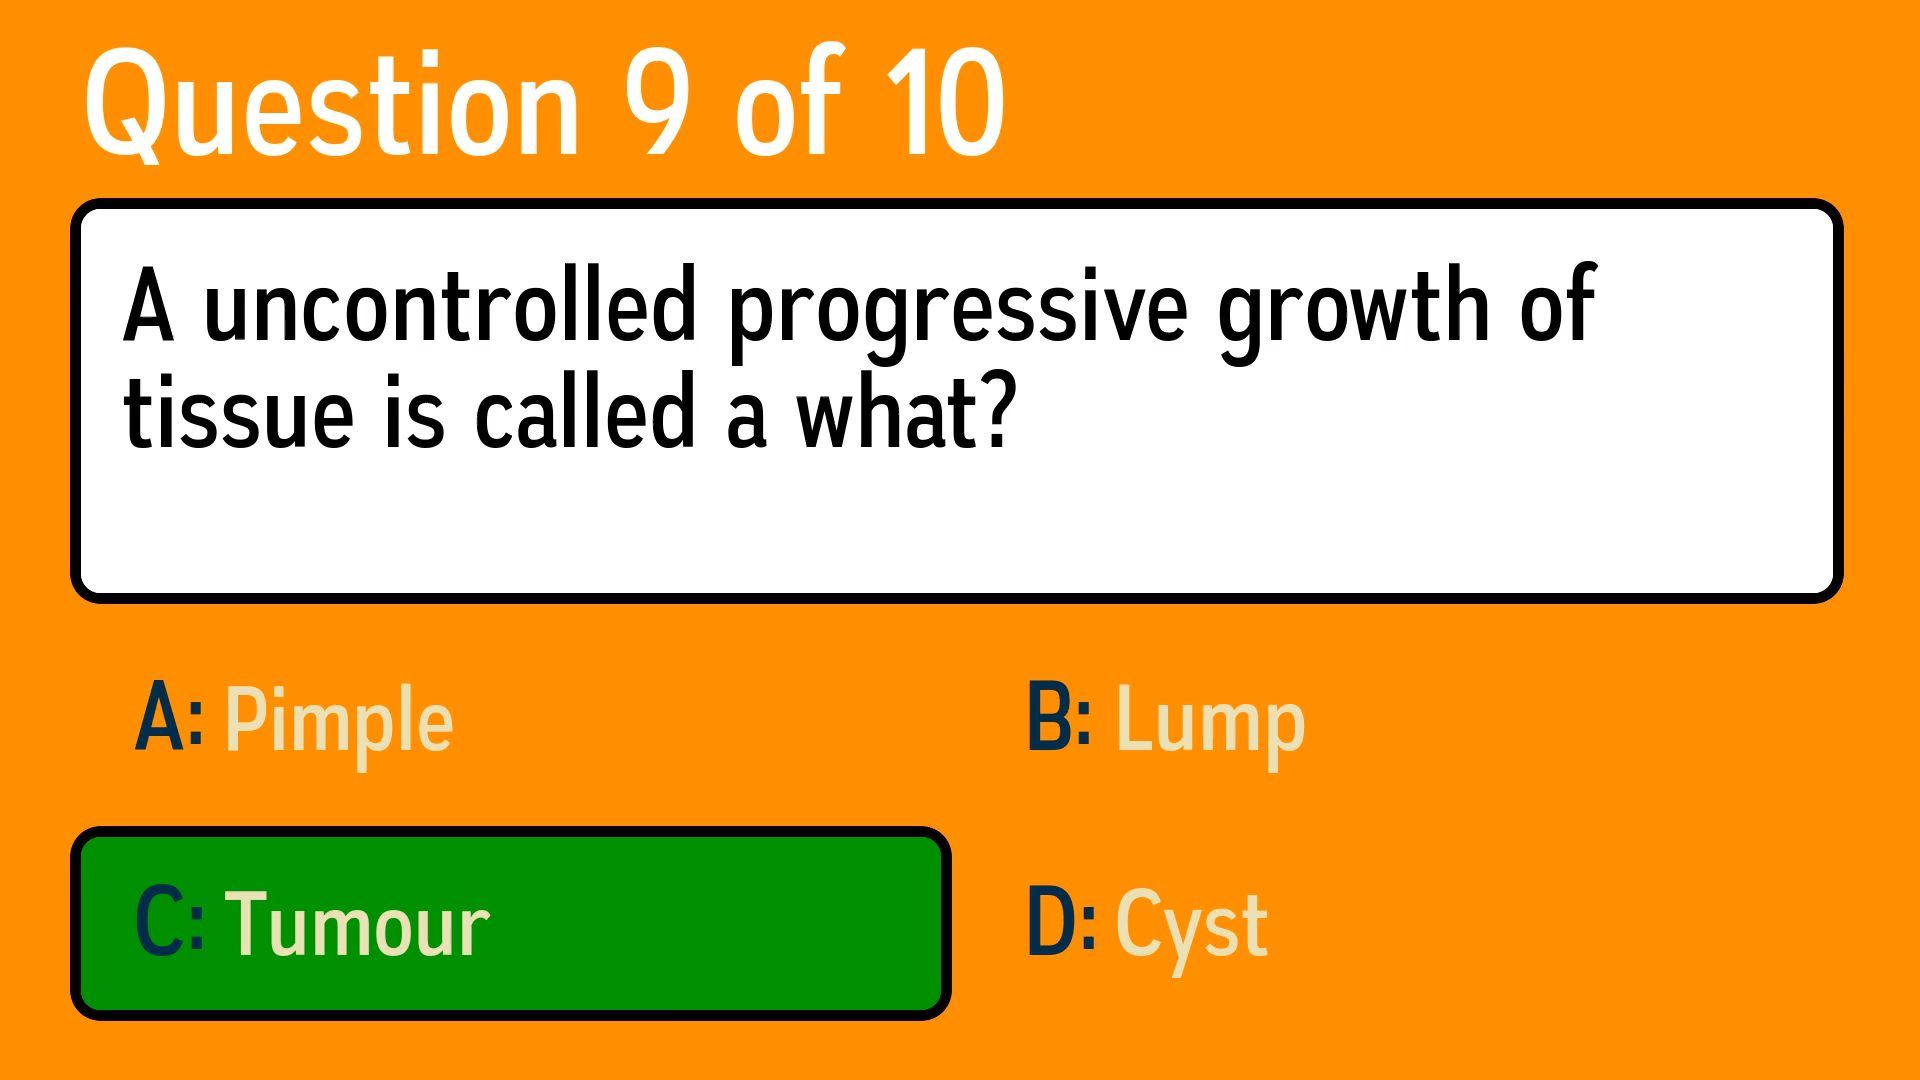 Question 9 of 10
A uncontrolled progressive growth of
tissue is called a what?
A: Pimple
B: Lump
C: Tumour
D: Cyst